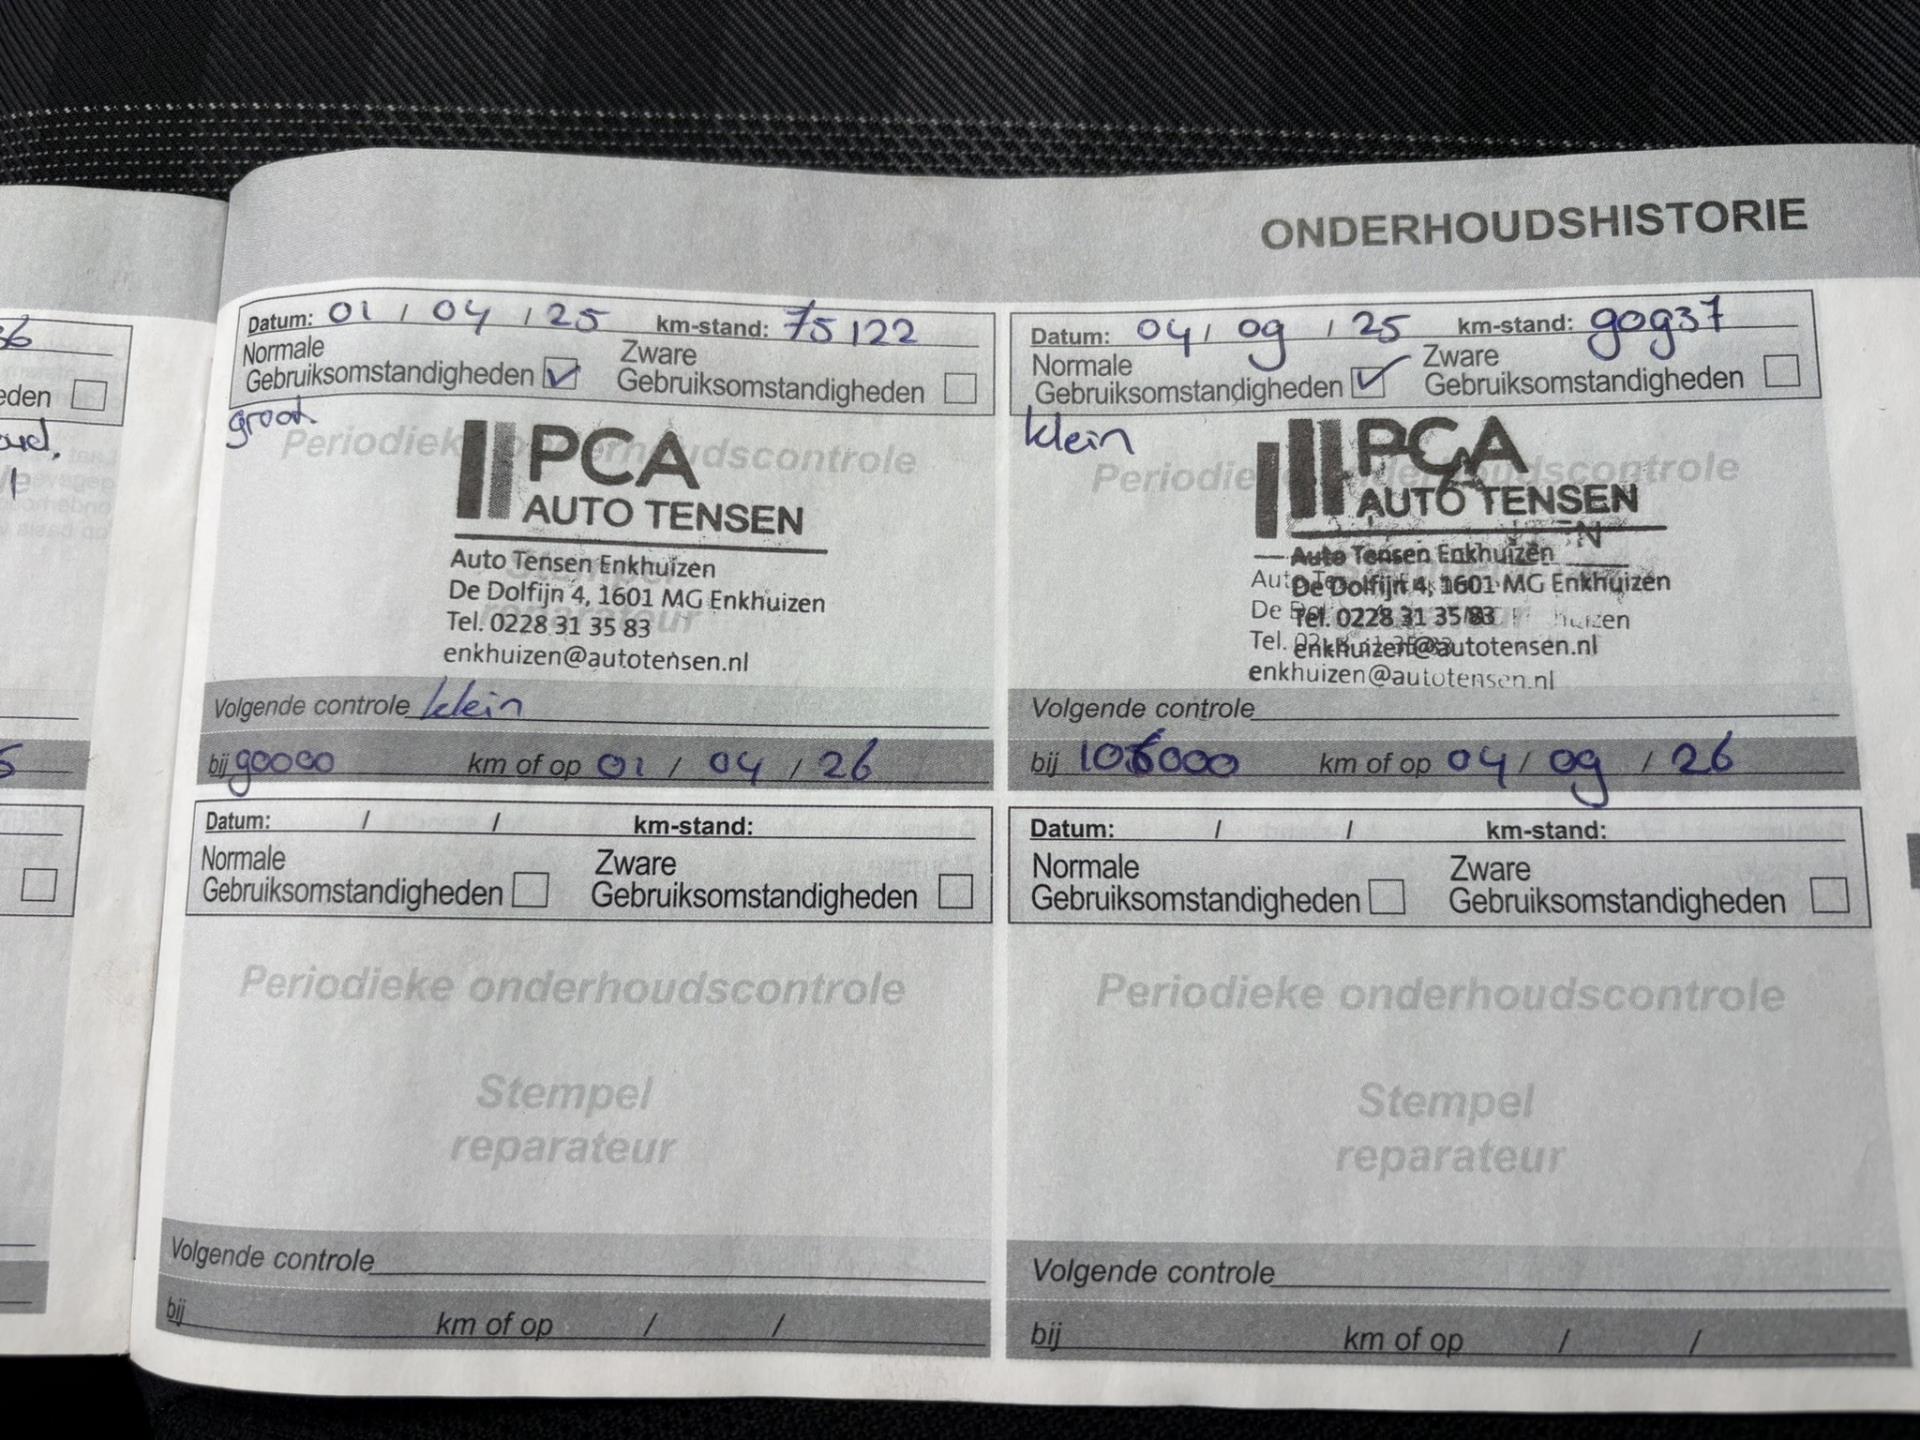 ONDERHOUDSHISTORIE
Datum: 01 / 04 / 25 km-stand: 75122
Normale Gebruiksomstandigheden Zware Gebruiksomstandigheden
groot
Periodieke onderhoudscontrole
PCA
AUTO TENSEN
Auto Tensen Enkhuizen
De Dolfijn 4, 1601 MG Enkhuizen
Tel. 0228 31 35 83
enkhuizen@autotensen.nl
Stempel
reparateur
Volgende controle klein
bij 90000 km of op 01 / 04 / 26
Datum: 04 / 09 / 25 km-stand: 90937
Normale Gebruiksomstandigheden Zware Gebruiksomstandigheden
klein
Periodieke onderhoudscontrole
PCA
AUTO TENSEN
Auto Tensen Enkhuizen
De Dolfijn 4, 1601 MG Enkhuizen
Tel. 0228 31 35 83
enkhuizen@autotensen.nl
enkhuizen@autotensen.nl
Volgende controle
bij 106000 km of op 04 / 09 / 26
Datum: / / km-stand:
Normale Gebruiksomstandigheden Zware Gebruiksomstandigheden
Periodieke onderhoudscontrole
Stempel
reparateur
Volgende controle
bij km of op / /
Datum: / / km-stand:
Normale Gebruiksomstandigheden Zware Gebruiksomstandigheden
Periodieke onderhoudscontrole
Stempel
reparateur
Volgende controle
bij km of op / /